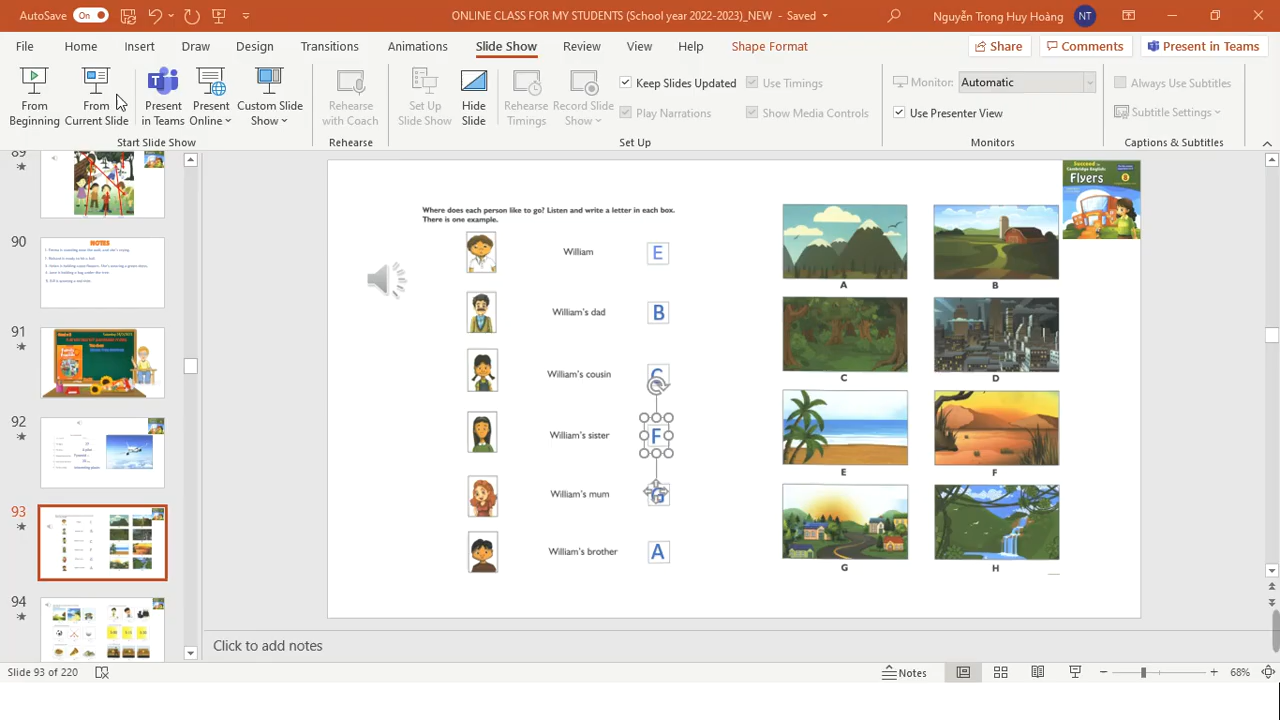 AutoSave On
ONLINE CLASS FOR MY STUDENTS (School year 2022-2023)_NEW - Saved
Nguyễn Trọng Huy Hoàng NT
File Home Insert Draw Design Transitions Animations Slide Show Review View Help Shape Format
Share Comments Present in Teams
From Beginning
From Current Slide
Present in Teams
Present Online
Custom Slide Show
Start Slide Show
Rehearse with Coach
Rehearse
Set Up Slide Show
Hide Slide
Rehearse Timings
Record Slide Show
Keep Slides Updated
Play Narrations
Use Timings
Show Media Controls
Set Up
Monitor: Automatic
Use Presenter View
Monitors
Always Use Subtitles
Subtitle Settings
Captions & Subtitles
89
90
NOTES
91
92
93
94
Where does each person like to go? Listen and write a letter in each box.
There is one example.
William E
William's dad B
William's cousin C
William's sister F
William's mum G
William's brother A
A B
C D
E F
G H
Succeed in
Cambridge English:
Flyers
3
Click to add notes
Slide 93 of 220
Notes
68%